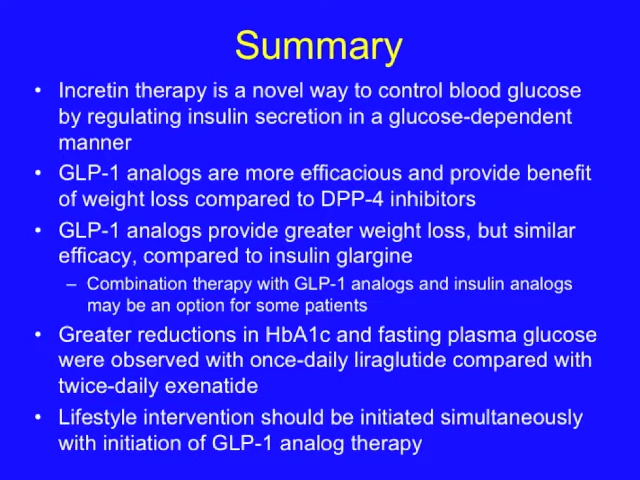 Summary
• Incretin therapy is a novel way to control blood glucose
by regulating insulin secretion in a glucose-dependent
manner
• GLP-1 analogs are more efficacious and provide benefit
of weight loss compared to DPP-4 inhibitors
• GLP-1 analogs provide greater weight loss, but similar
efficacy, compared to insulin glargine
– Combination therapy with GLP-1 analogs and insulin analogs
may be an option for some patients
• Greater reductions in HbA1c and fasting plasma glucose
were observed with once-daily liraglutide compared with
twice-daily exenatide
• Lifestyle intervention should be initiated simultaneously
with initiation of GLP-1 analog therapy